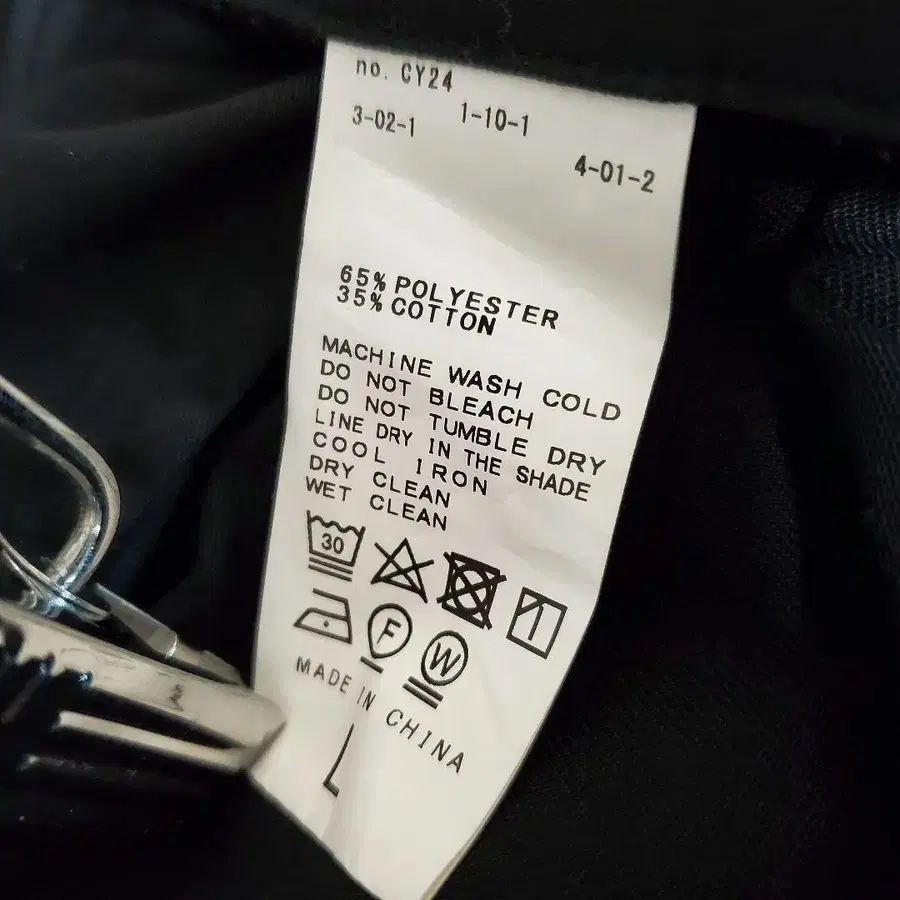 no. CY24
3-02-1
1-10-1
4-01-2
65% POLYESTER
35% COTTON
MACHINE WASH COLD
DO NOT BLEACH
DO NOT TUMBLE DRY
LINE DRY IN THE SHADE
COOL IRON
DRY CLEAN
WET CLEAN
30
F
W
MADE IN CHINA
L